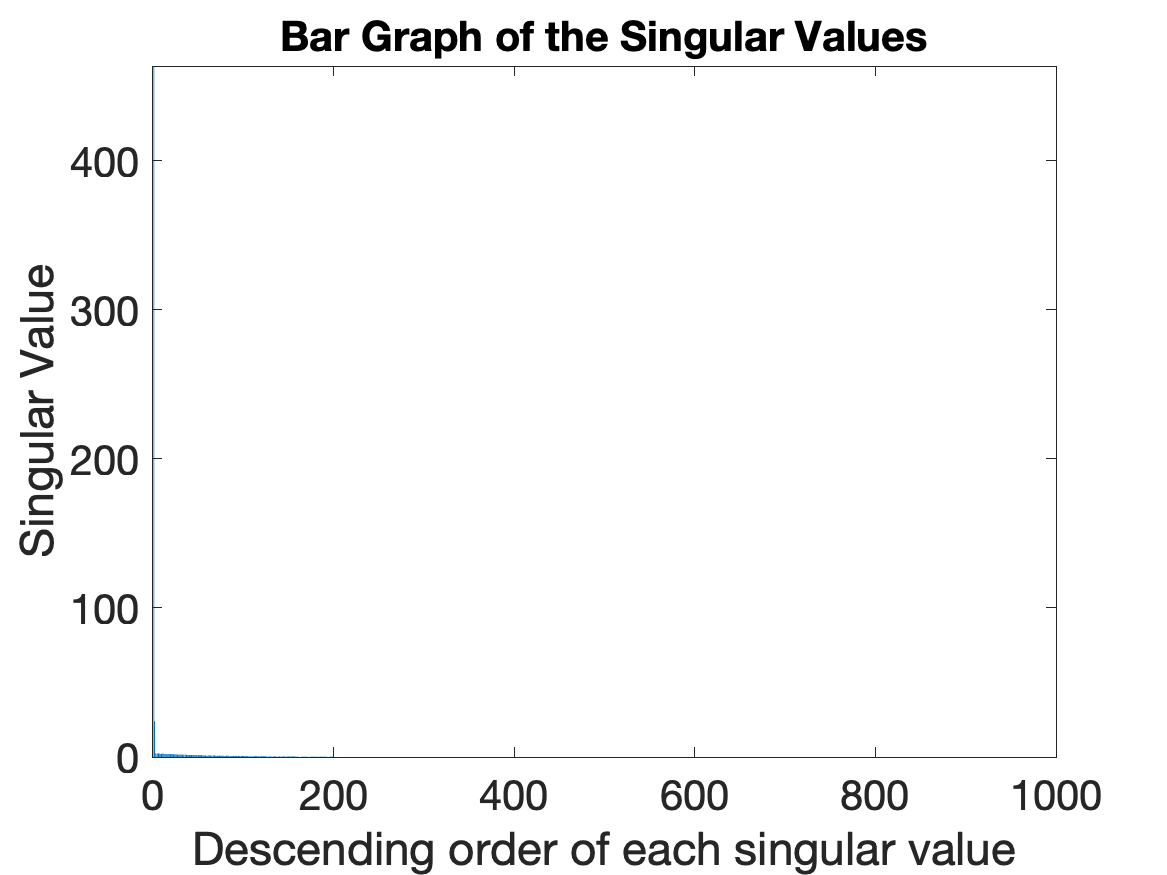 Bar Graph of the Singular Values
Singular Value
400
300
200
100
0
0 200 400 600 800 1000
Descending order of each singular value